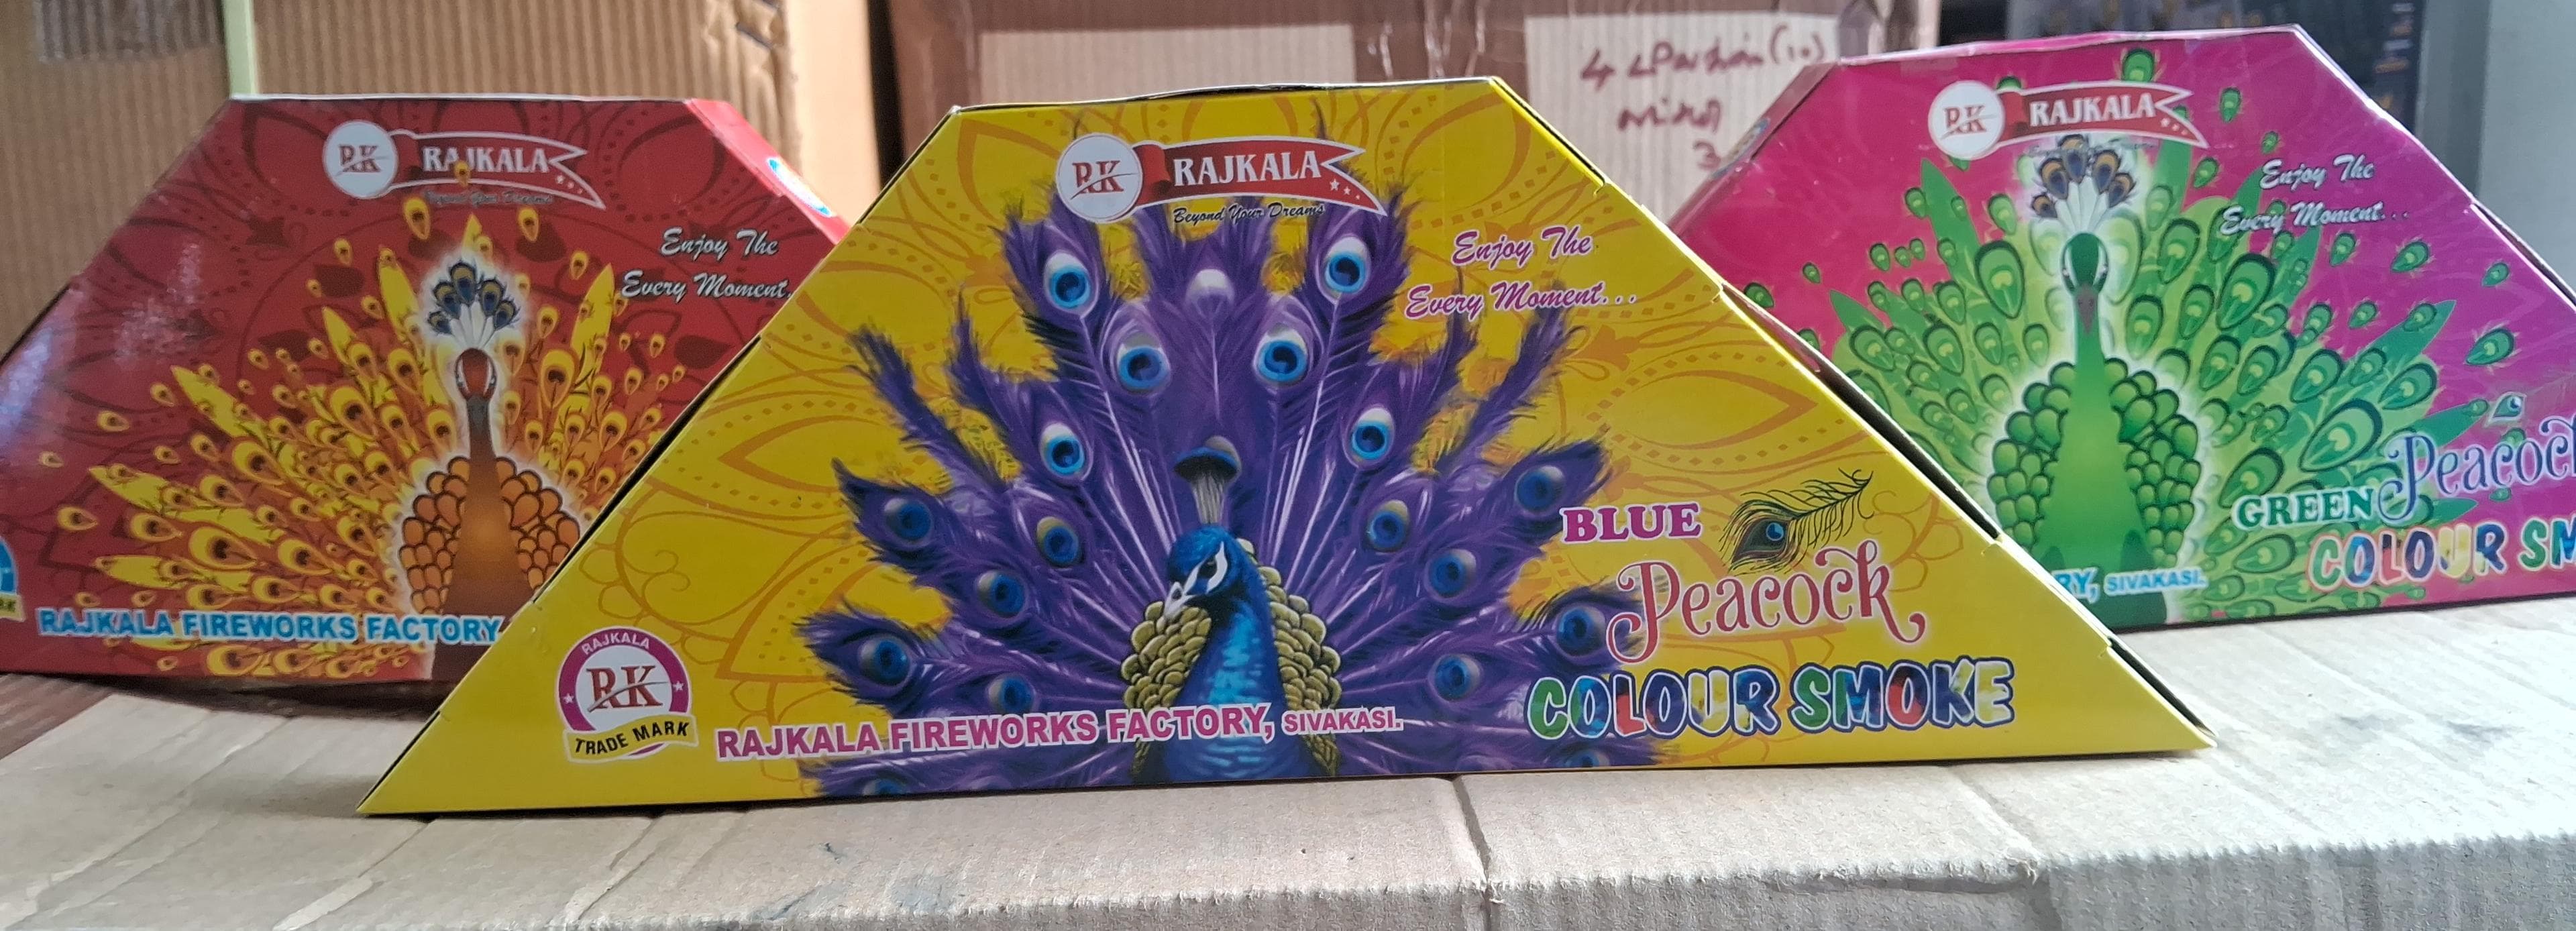 RK RAJKALA
Enjoy The
Every Moment.
RAJKALA FIREWORKS FACTORY
RK RAJKALA
Beyond Your Dreams
Enjoy The
Every Moment...
BLUE
Peacock
COLOUR SMOKE
RAJKALA
RK
TRADE MARK
RAJKALA FIREWORKS FACTORY, SIVAKASI.
RK RAJKALA
Enjoy The
Every Moment...
GREEN Peacock
COLOUR SM
RY, SIVAKASI.
3